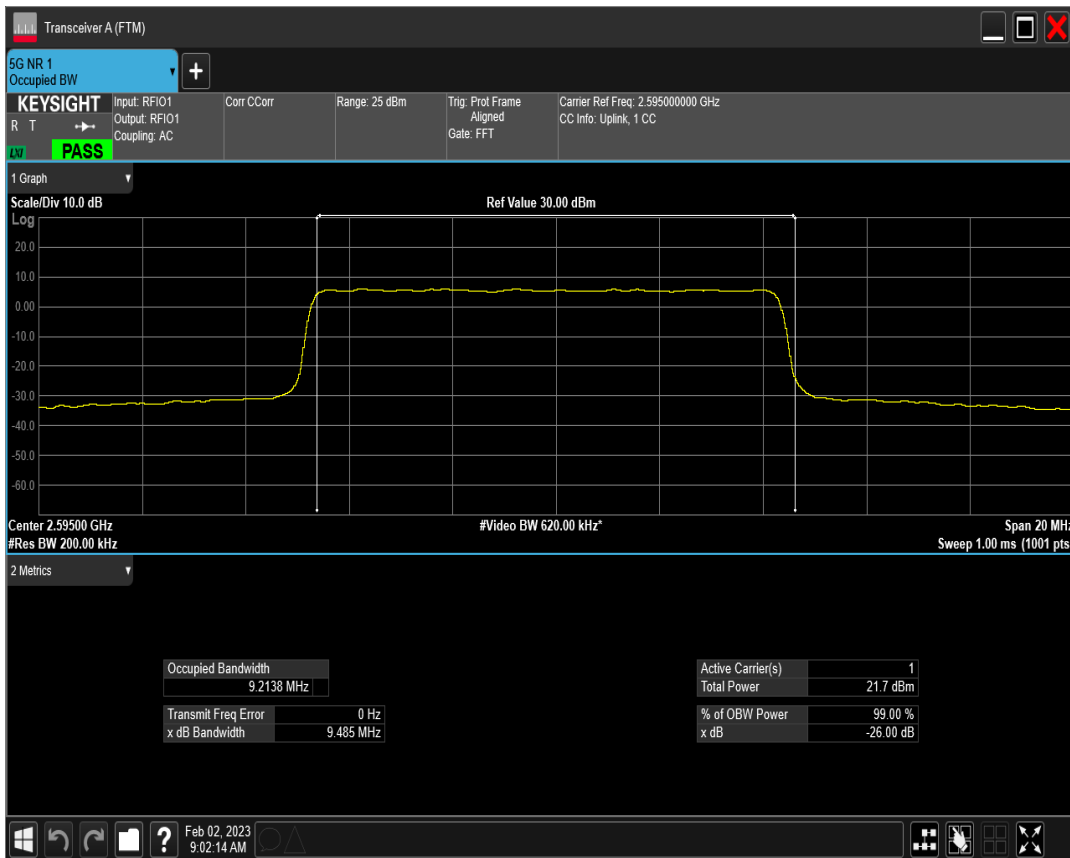 Transceiver A (FTM)
5G NR 1
Occupied BW
+
KEYSIGHT
R T
LXI
PASS
Input: RFIO1
Output: RFIO1
Coupling: AC
Corr CCorr
Range: 25 dBm
Trig: Prot Frame
Aligned
Gate: FFT
Carrier Ref Freq: 2.595000000 GHz
CC Info: Uplink, 1 CC
1 Graph
Scale/Div 10.0 dB
Ref Value 30.00 dBm
Log
20.0
10.0
0.00
-10.0
-20.0
-30.0
-40.0
-50.0
-60.0
Center 2.59500 GHz
#Video BW 620.00 kHz*
Span 20 MHz
#Res BW 200.00 kHz
Sweep 1.00 ms (1001 pts
2 Metrics
Occupied Bandwidth
9.2138 MHz
Transmit Freq Error 0 Hz
x dB Bandwidth 9.485 MHz
Active Carrier(s) 1
Total Power 21.7 dBm
% of OBW Power 99.00 %
x dB -26.00 dB
?
Feb 02, 2023
9:02:14 AM